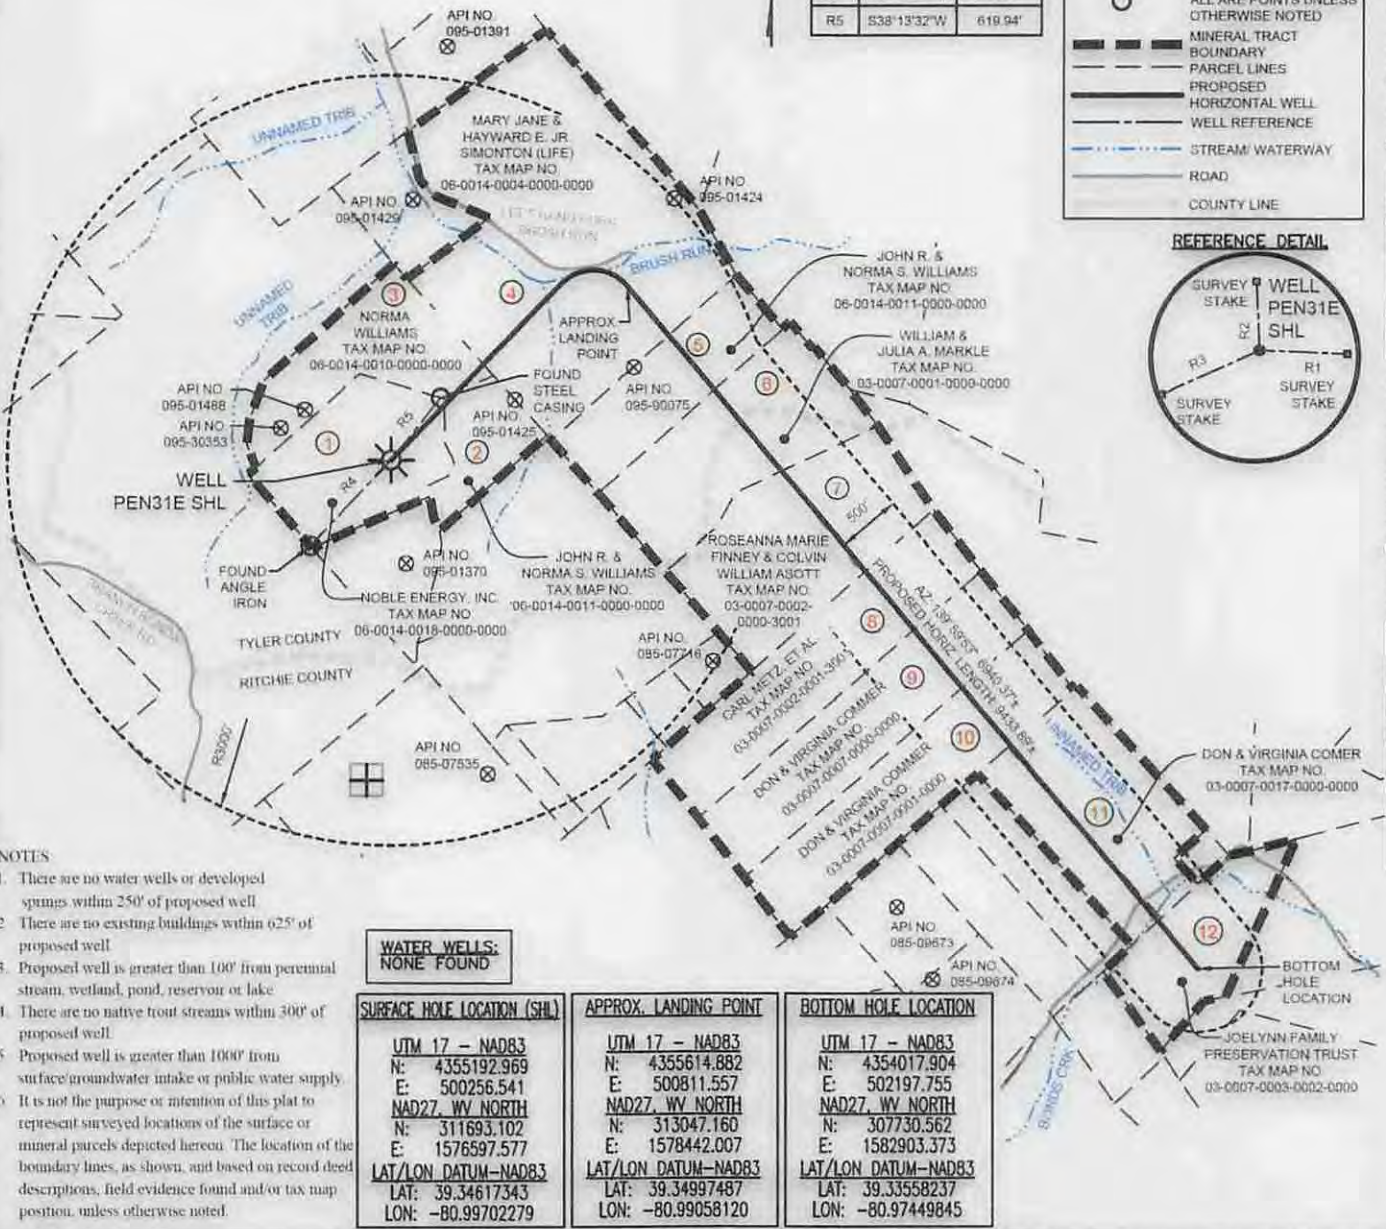 R5 S38°13'32"W 619.94'
ALL ARE POINTS UNLESS
OTHERWISE NOTED
MINERAL TRACT
BOUNDARY
PARCEL LINES
PROPOSED
HORIZONTAL WELL
WELL REFERENCE
STREAM/ WATERWAY
ROAD
COUNTY LINE
REFERENCE DETAIL
SURVEY
STAKE
WELL
PEN31E
SHL
R2
R3
R1
SURVEY
STAKE
SURVEY
STAKE
API NO.
095-01391
UNNAMED TRIB
MARY JANE &
HAYWARD E. JR.
SIMONTON (LIFE)
TAX MAP NO.
06-0014-0004-0000-0000
API NO.
095-01429
API NO.
095-01424
BRUSH RUN
UNNAMED
TRIB
3
4
NORMA
WILLIAMS
TAX MAP NO.
06-0014-0010-0000-0000
APPROX.
LANDING
POINT
JOHN R. &
NORMA S. WILLIAMS
TAX MAP NO.
06-0014-0011-0000-0000
WILLIAM &
JULIA A. MARKLE
TAX MAP NO.
03-0007-0001-0000-0000
5
6
FOUND
STEEL
CASING
API NO.
095-01488
API NO.
095-30353
API NO.
095-01425
API NO.
095-00075
R5
1
2
WELL
PEN31E SHL
R4
7
500'
FOUND
ANGLE
IRON
API NO.
095-01370
NOBLE ENERGY, INC.
TAX MAP NO.
06-0014-0018-0000-0000
JOHN R. &
NORMA S. WILLIAMS
TAX MAP NO.
06-0014-0011-0000-0000
ROSEANNA MARIE
FINNEY & COLVIN
WILLIAM ASOTT
TAX MAP NO.
03-0007-0002-
0000-3001
AZ. 139°59'53" 6940.37'±
PROPOSED HORIZ. LENGTH: 9433.89'±
TYLER COUNTY
RITCHIE COUNTY
API NO.
085-07716
8
9
10
CARL METZ, ET AL
TAX MAP NO.
03-0007-0002-0001-3001
DON & VIRGINIA COMMER
TAX MAP NO.
03-0007-0007-0000-0000
DON & VIRGINIA COMMER
TAX MAP NO.
03-0007-0007-0001-0000
R3000'
API NO.
085-07535
UNNAMED TRIB
DON & VIRGINIA COMER
TAX MAP NO.
03-0007-0017-0000-0000
11
12
API NO.
085-09673
API NO.
085-09674
BOTTOM
HOLE
LOCATION
JOELYNN FAMILY
PRESERVATION TRUST
TAX MAP NO.
03-0007-0003-0002-0000
BONDS CRK
NOTES
1. There are no water wells or developed
springs within 250' of proposed well
2 There are no existing buildings within 625' of
proposed well
3. Proposed well is greater than 100' from perennial
stream, wetland, pond, reservoir or lake
4. There are no native trout streams within 300' of
proposed well.
5 Proposed well is greater than 1000' from
surface/groundwater intake or public water supply.
6 It is not the purpose or intention of this plat to
represent surveyed locations of the surface or
mineral parcels depicted hereon. The location of the
boundary lines, as shown, and based on record deed
descriptions, field evidence found and/or tax map
position, unless otherwise noted.
WATER WELLS:
NONE FOUND
SURFACE HOLE LOCATION (SHL)
UTM 17 - NAD83
N: 4355192.969
E: 500256.541
NAD27, WV NORTH
N: 311693.102
E: 1576597.577
LAT/LON DATUM-NAD83
LAT: 39.34617343
LON: -80.99702279
APPROX. LANDING POINT
UTM 17 - NAD83
N: 4355614.882
E: 500811.557
NAD27, WV NORTH
N: 313047.160
E: 1578442.007
LAT/LON DATUM-NAD83
LAT: 39.34997487
LON: -80.99058120
BOTTOM HOLE LOCATION
UTM 17 - NAD83
N: 4354017.904
E: 502197.755
NAD27, WV NORTH
N: 307730.562
E: 1582903.373
LAT/LON DATUM-NAD83
LAT: 39.33558237
LON: -80.97449845